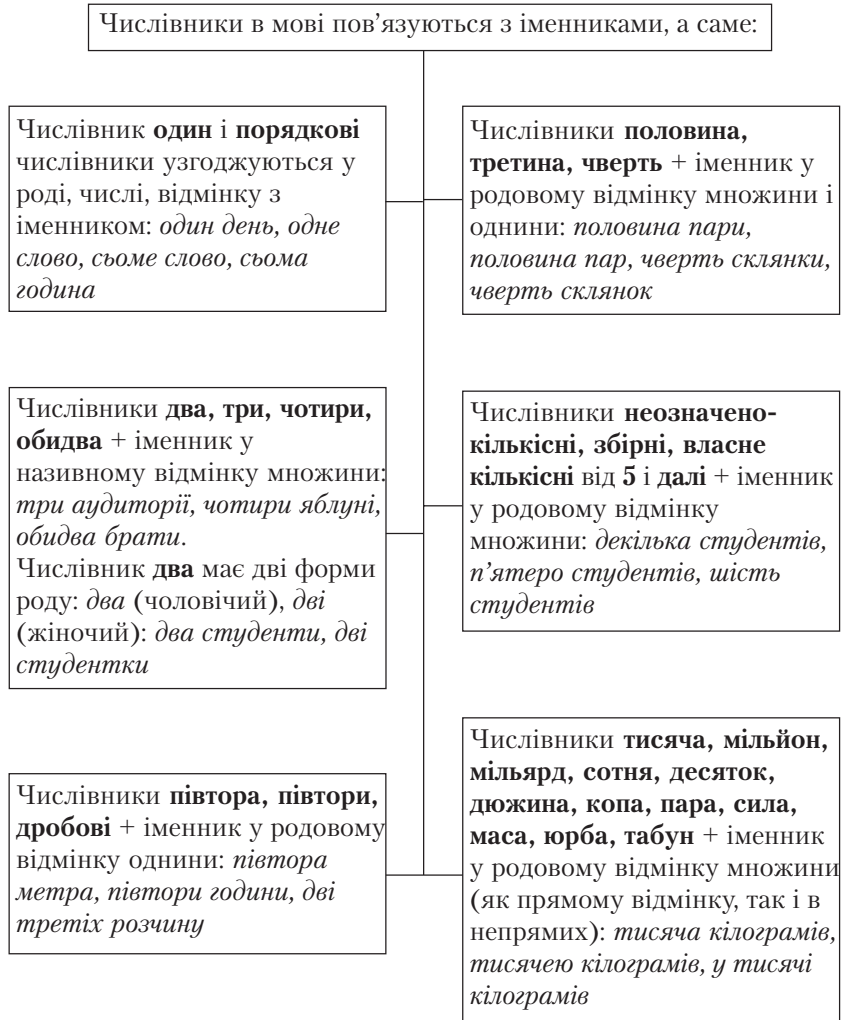 Числівники в мові пов’язуються з іменниками, а саме:
Числівник один і порядкові
числівники узгоджуються у
роді, числі, відмінку з
іменником: один день, одне
слово, сьоме слово, сьома
година
Числівники половина,
третина, чверть + іменник у
родовому відмінку множини і
однини: половина пари,
половина пар, чверть склянки,
чверть склянок
Числівники два, три, чотири,
обидва + іменник у
називному відмінку множини:
три аудиторії, чотири яблуні,
обидва брати.
Числівник два має дві форми
роду: два (чоловічий), дві
(жіночий): два студенти, дві
студентки
Числівники неозначено-
кількісні, збірні, власне
кількісні від 5 і далі + іменник
у родовому відмінку
множини: декілька студентів,
п’ятеро студентів, шість
студентів
Числівники півтора, півтори,
дробові + іменник у родовому
відмінку однини: півтора
метра, півтори години, дві
третіх розчину
Числівники тисяча, мільйон,
мільярд, сотня, десяток,
дюжина, копа, пара, сила,
маса, юрба, табун + іменник
у родовому відмінку множини
(як прямого відмінку, так і в
непрямих): тисяча кілограмів,
тисячею кілограмів, у тисячі
кілограмів